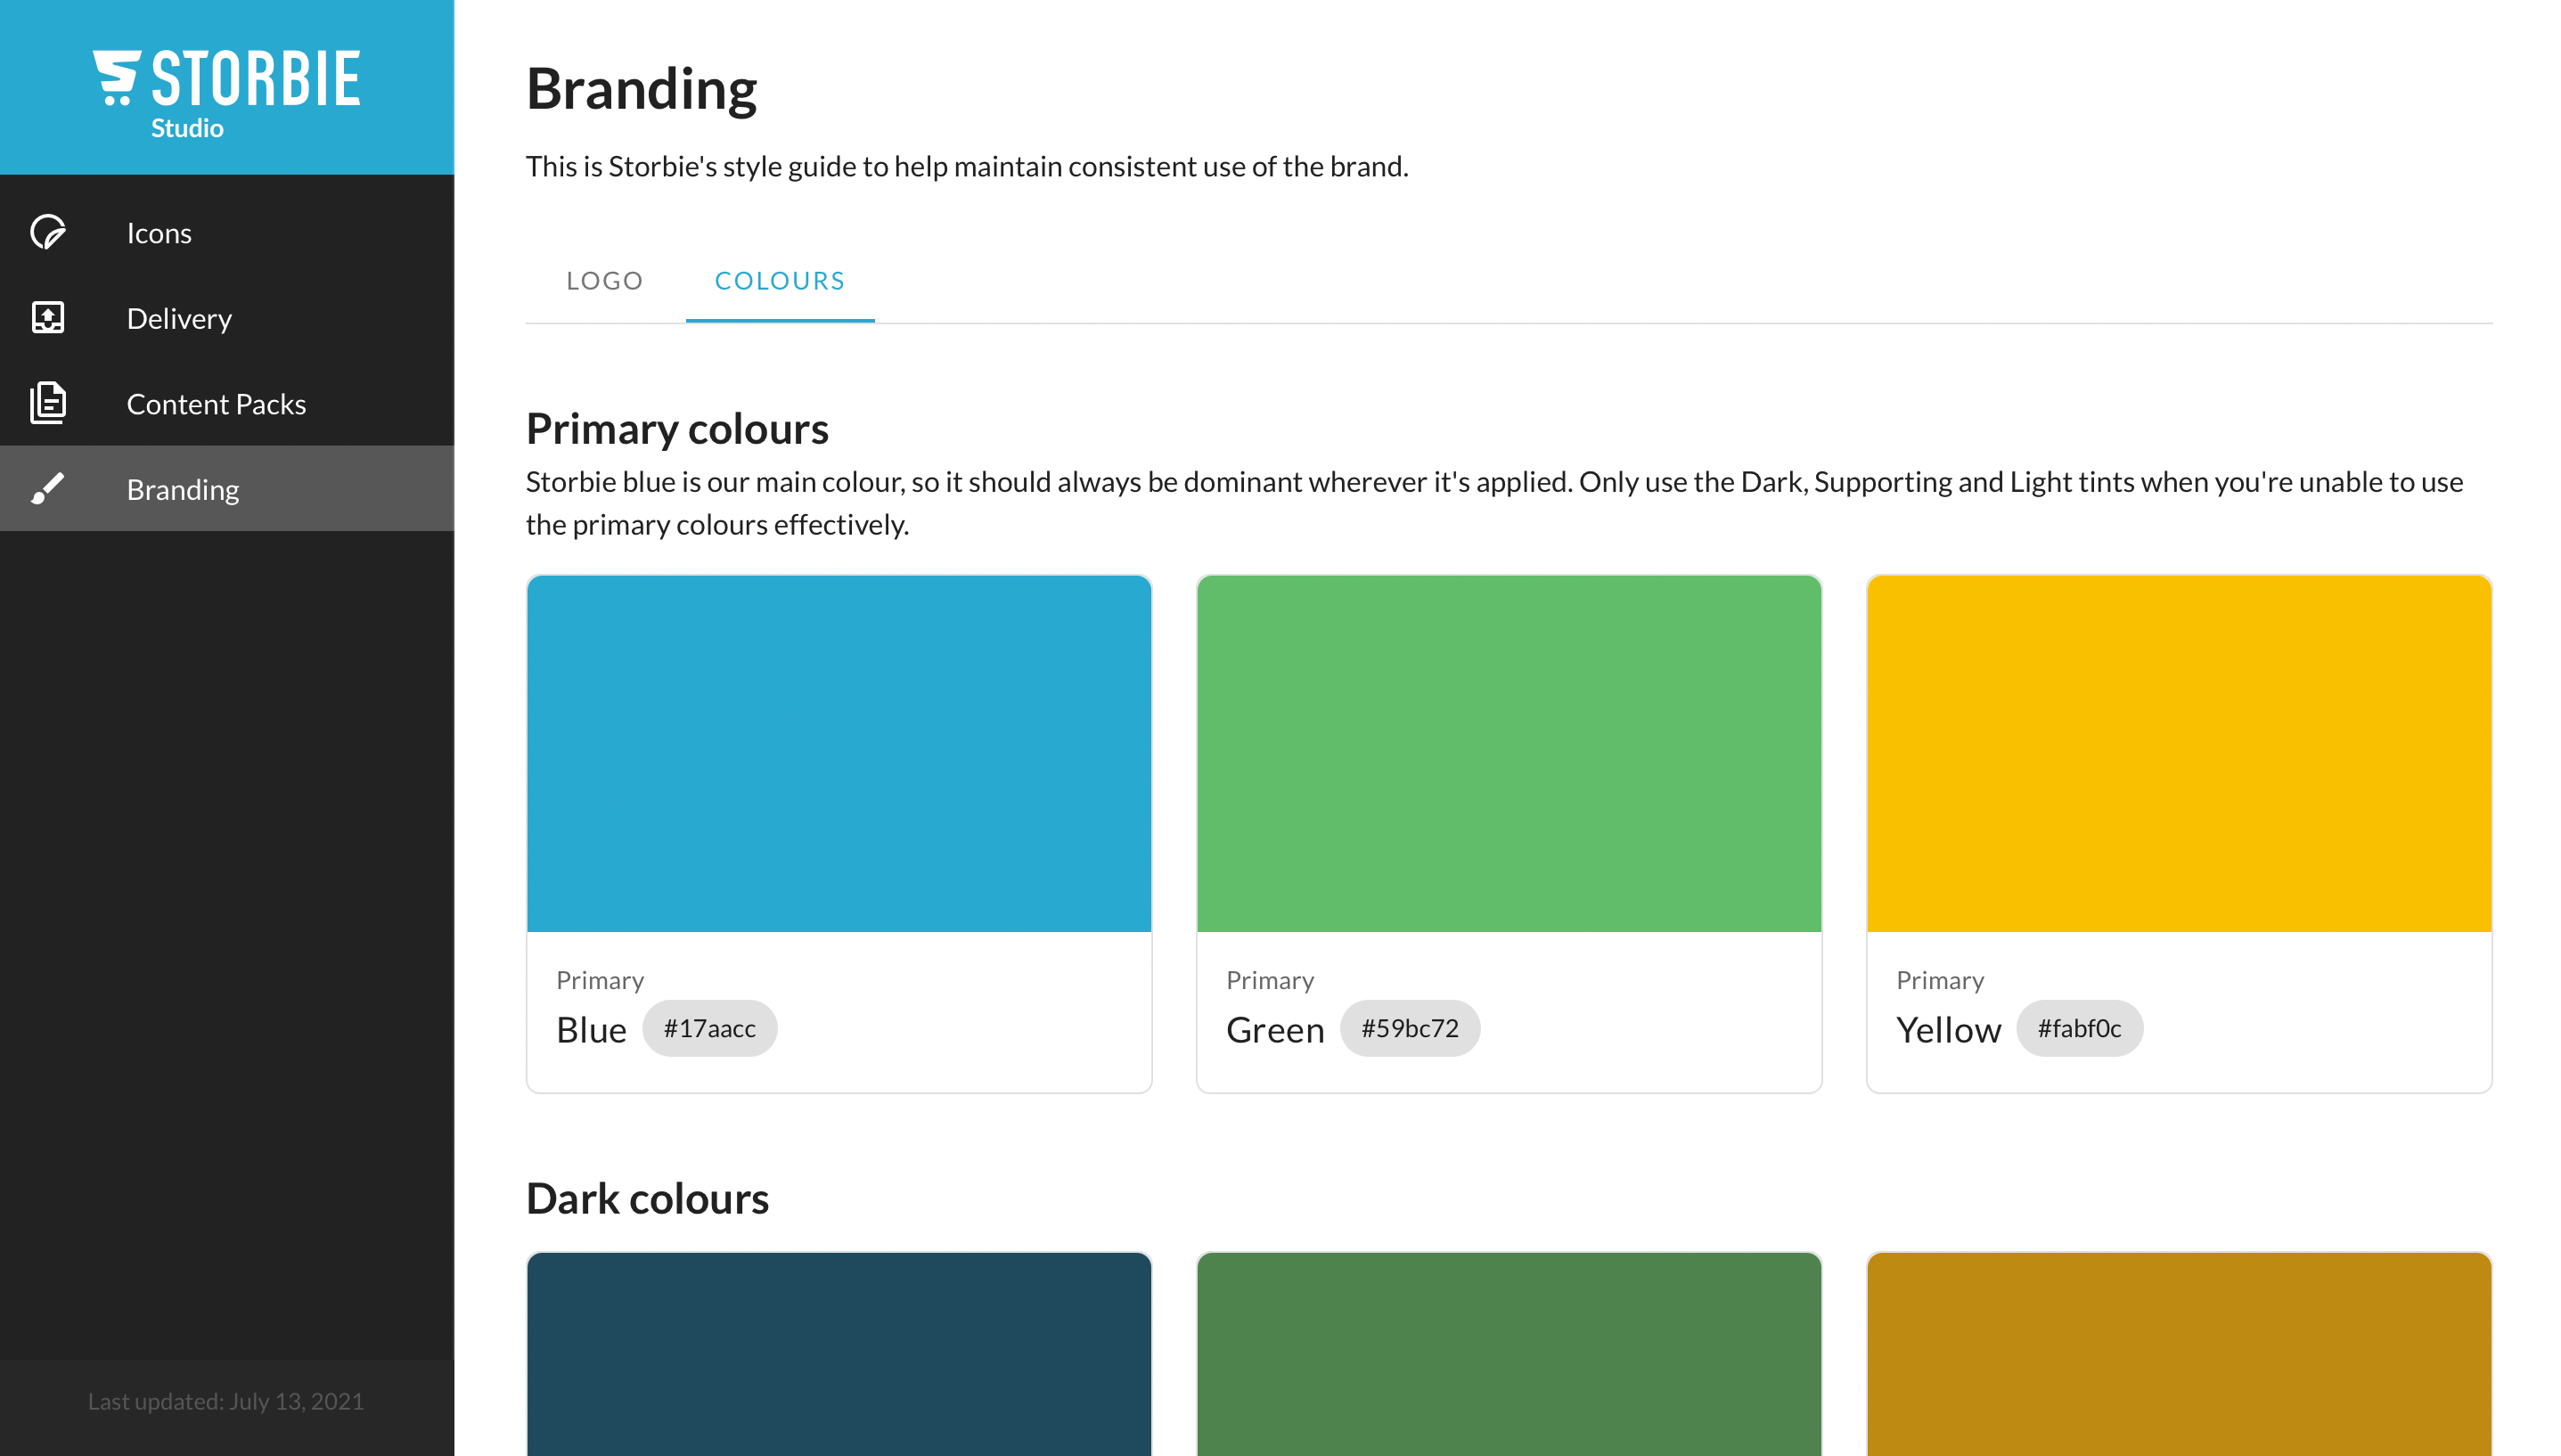 STORBIE
Studio
Icons
Delivery
Content Packs
Branding
Last updated: July 13, 2021
Branding
This is Storbie's style guide to help maintain consistent use of the brand.
LOGO
COLOURS
Primary colours
Storbie blue is our main colour, so it should always be dominant wherever it's applied. Only use the Dark, Supporting and Light tints when you're unable to use
the primary colours effectively.
Primary
Blue #17aacc
Primary
Green #59bc72
Primary
Yellow #fabf0c
Dark colours